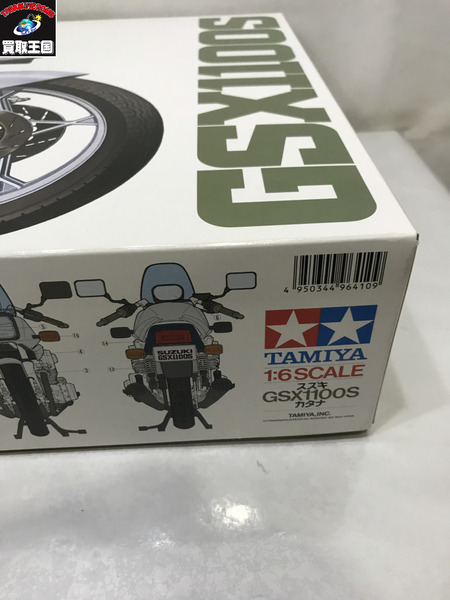 買取王国
GSX1100S
4 950344 964109
TAMIYA
1:6 SCALE
スズキ
GSX1100S
カタナ
TAMIYA, INC.
SUZUKI
GSX1100S